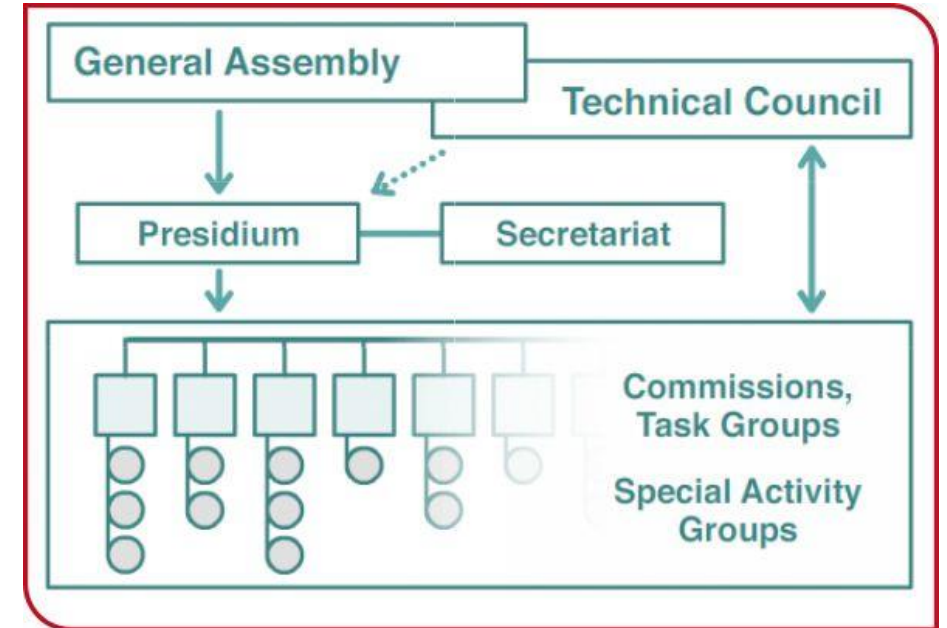 General Assembly
Technical Council
Presidium
Secretariat
Commissions,
Task Groups
Special Activity
Groups